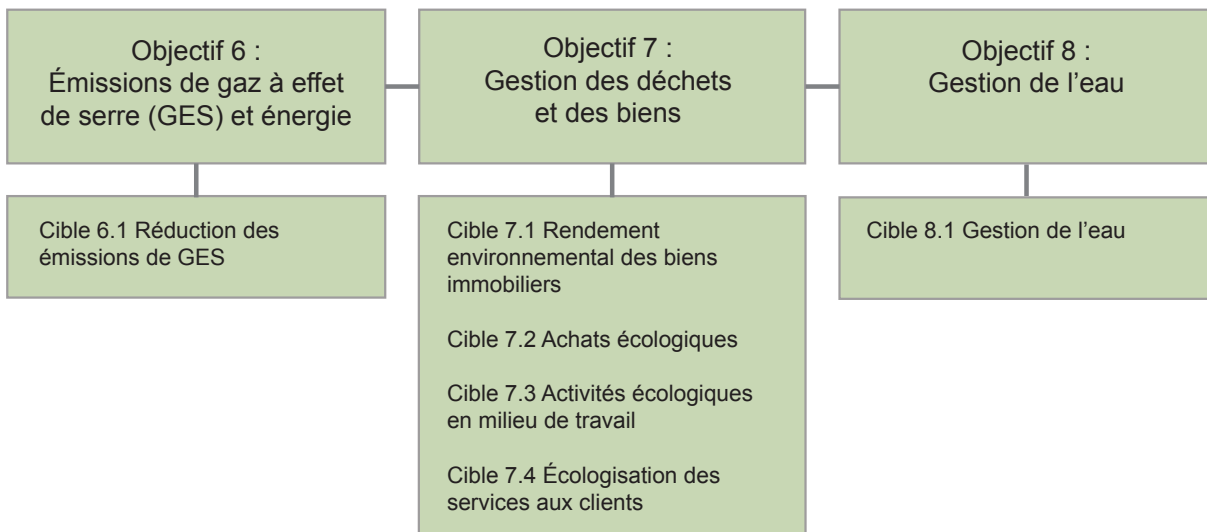 Objectif 6 :
Émissions de gaz à effet
de serre (GES) et énergie
Cible 6.1 Réduction des
émissions de GES
Objectif 7 :
Gestion des déchets
et des biens
Cible 7.1 Rendement
environnemental des biens
immobiliers
Cible 7.2 Achats écologiques
Cible 7.3 Activités écologiques
en milieu de travail
Cible 7.4 Écologisation des
services aux clients
Objectif 8 :
Gestion de l’eau
Cible 8.1 Gestion de l’eau